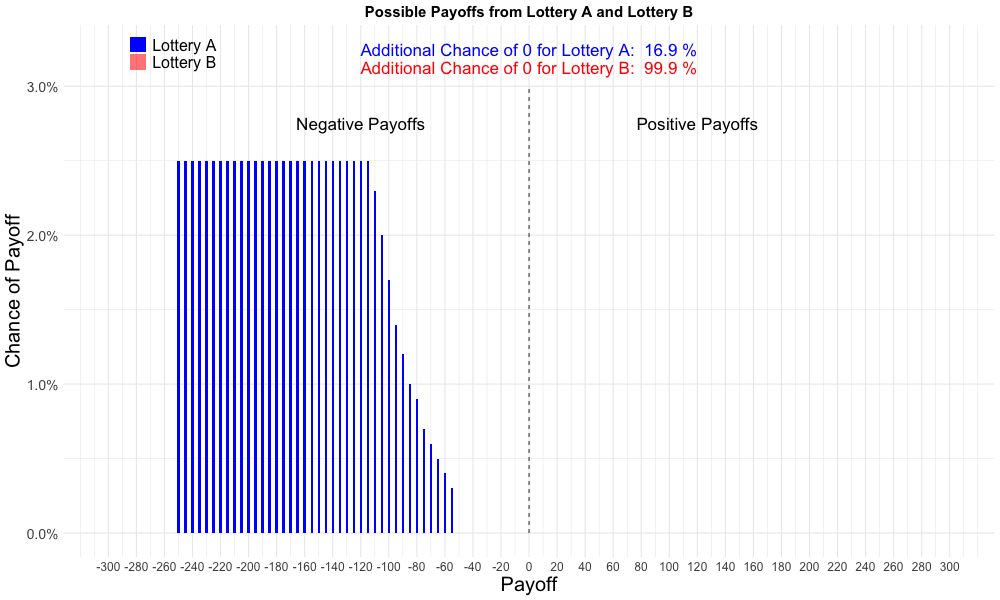 Possible Payoffs from Lottery A and Lottery B
Lottery A
Lottery B
Additional Chance of 0 for Lottery A: 16.9 %
Additional Chance of 0 for Lottery B: 99.9 %
Negative Payoffs
Positive Payoffs
Chance of Payoff
3.0%
2.0%
1.0%
0.0%
-300 -280 -260 -240 -220 -200 -180 -160 -140 -120 -100 -80 -60 -40 -20 0 20 40 60 80 100 120 140 160 180 200 220 240 260 280 300
Payoff